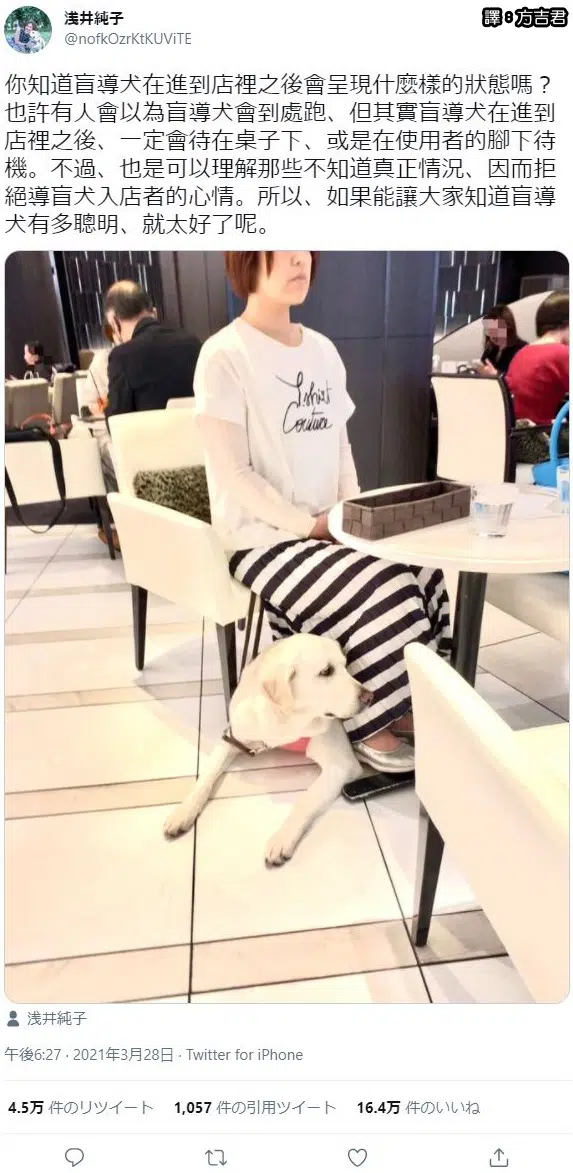 浅井純子
譯8方吉君
@nofkOzrKtKUViTE
你知道盲導犬在進到店裡之後會呈現什麼樣的狀態嗎？
也許有人會以為盲導犬會到處跑、但其實盲導犬在進到
店裡之後、一定會待在桌子下、或是在使用者的腳下待
機。不過、也是可以理解那些不知道真正情況、因而拒
絕導盲犬入店者的心情。所以、如果能讓大家知道盲導
犬有多聰明、就太好了呢。
T.shirt
Couture
浅井純子
午後6:27 · 2021年3月28日 · Twitter for iPhone
4.5万 件のリツイート 1,057 件の引用ツイート 16.4万 件のいいね